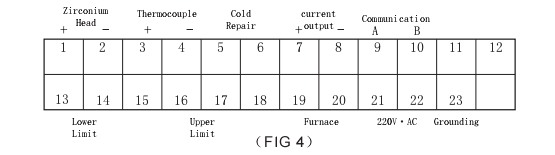 Zirconium Thermocouple Cold current Communication
Head Repair output
+ − + − + − A B
1 2 3 4 5 6 7 8 9 10 11 12
13 14 15 16 17 18 19 20 21 22 23
Lower Upper Furnace 220V·AC Grounding
Limit Limit
(FIG 4)